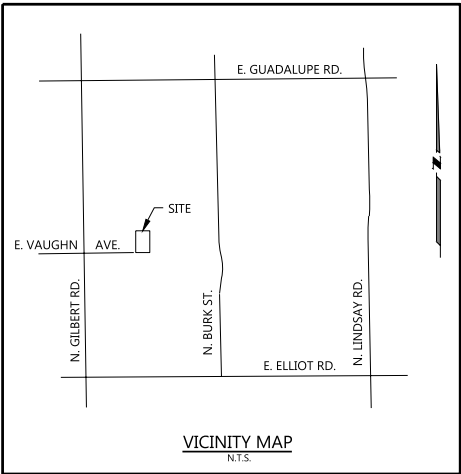 E. GUADALUPE RD.
N
SITE
E. VAUGHN AVE.
N. GILBERT RD.
N. BURK ST.
N. LINDSAY RD.
E. ELLIOT RD.
VICINITY MAP
N.T.S.